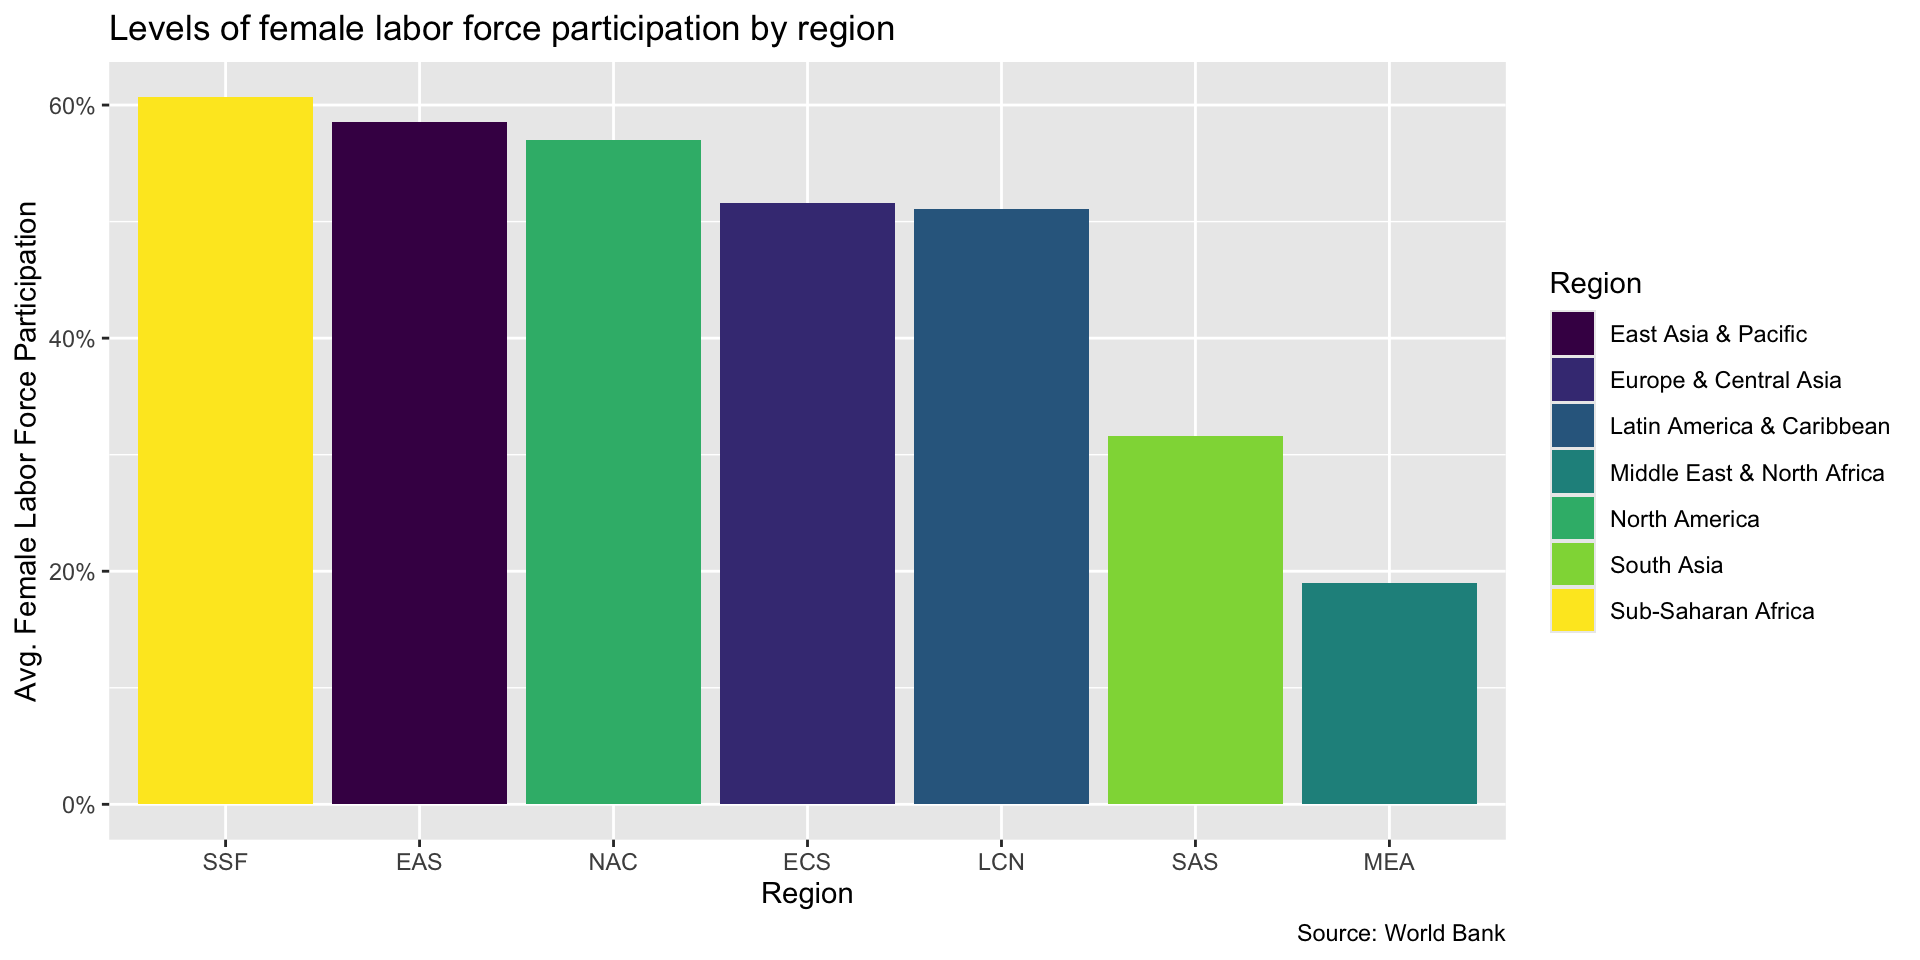 Levels of female labor force participation by region
Avg. Female Labor Force Participation
60%
40%
20%
0%
SSF
EAS
NAC
ECS
LCN
SAS
MEA
Region
Region
East Asia & Pacific
Europe & Central Asia
Latin America & Caribbean
Middle East & North Africa
North America
South Asia
Sub-Saharan Africa
Source: World Bank